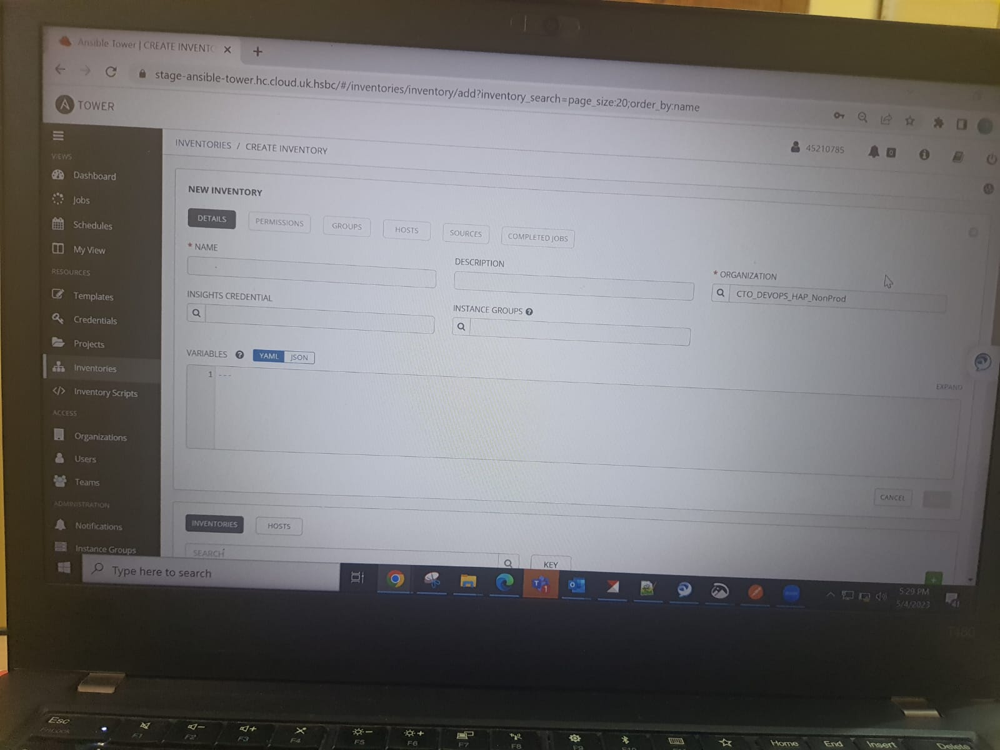 Ansible Tower | CREATE INVENTO
stage-ansible-tower.hc.cloud.uk.hsbc/#/inventories/inventory/add?inventory_search=page_size:20;order_by:name
TOWER
INVENTORIES / CREATE INVENTORY
45210785
0
VIEWS
Dashboard
Jobs
Schedules
My View
RESOURCES
Templates
Credentials
Projects
Inventories
Inventory Scripts
ACCESS
Organizations
Users
Teams
ADMINISTRATION
Notifications
Instance Groups
NEW INVENTORY
DETAILS PERMISSIONS GROUPS HOSTS SOURCES COMPLETED JOBS
* NAME
DESCRIPTION
* ORGANIZATION
CTO_DEVOPS_HAP_NonProd
INSIGHTS CREDENTIAL
INSTANCE GROUPS
VARIABLES YAML JSON
1 ---
EXPAND
CANCEL
INVENTORIES HOSTS
SEARCH
KEY
Type here to search
5:29 PM
5/4/2023
T480
Esc
FnLock
F1 F2 F3 F4 F5 F6 F7 F8 F9 F10
Home End Insert Delete